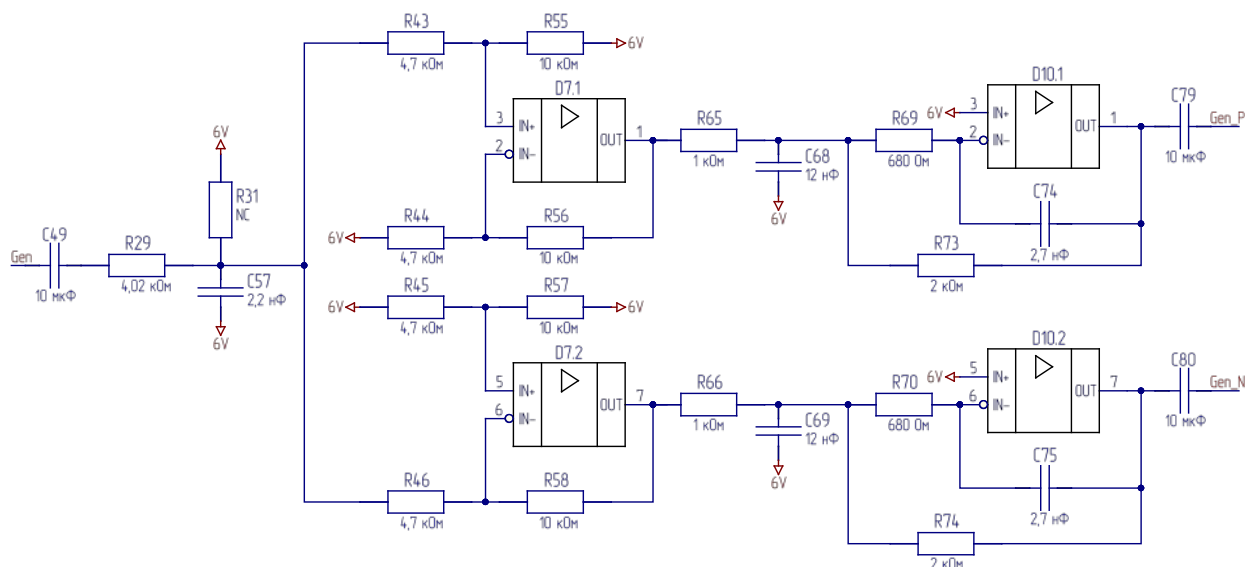 R43
4,7 кОм
R55
10 кОм
6V
D7.1
3
IN+
2
IN-
OUT
1
R44
6V
4,7 кОм
R56
10 кОм
R65
1 кОм
C68
12 нФ
6V
R69
680 Ом
D10.1
6V
3
IN+
2
IN-
OUT
1
C79
10 мкФ
Gen_P
C74
2,7 нФ
R73
2 кОм
6V
R31
NC
Gen
C49
10 мкФ
R29
4,02 кОм
C57
2,2 нФ
6V
R45
6V
4,7 кОм
R57
10 кОм
6V
D7.2
5
IN+
6
IN-
OUT
7
R46
4,7 кОм
R58
10 кОм
R66
1 кОм
C69
12 нФ
6V
R70
680 Ом
D10.2
6V
5
IN+
6
IN-
OUT
7
C80
10 мкФ
Gen_N
C75
2,7 нФ
R74
2 кОм